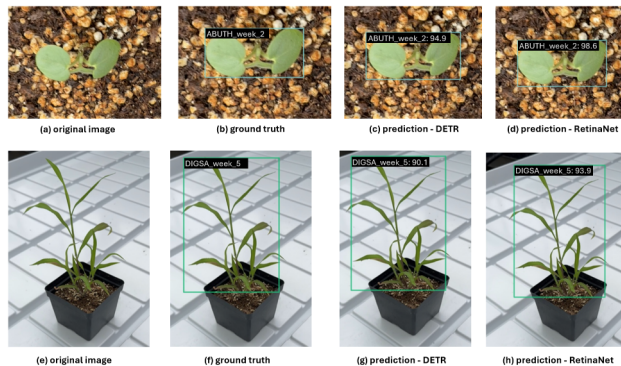 ABUTH_week_2
ABUTH_week_2: 94.9
ABUTH_week_2: 98.6
(a) original image
(b) ground truth
(c) prediction - DETR
(d) prediction - RetinaNet
DIGSA_week_5
DIGSA_week_5: 90.1
DIGSA_week_5: 93.9
(e) original image
(f) ground truth
(g) prediction - DETR
(h) prediction - RetinaNet